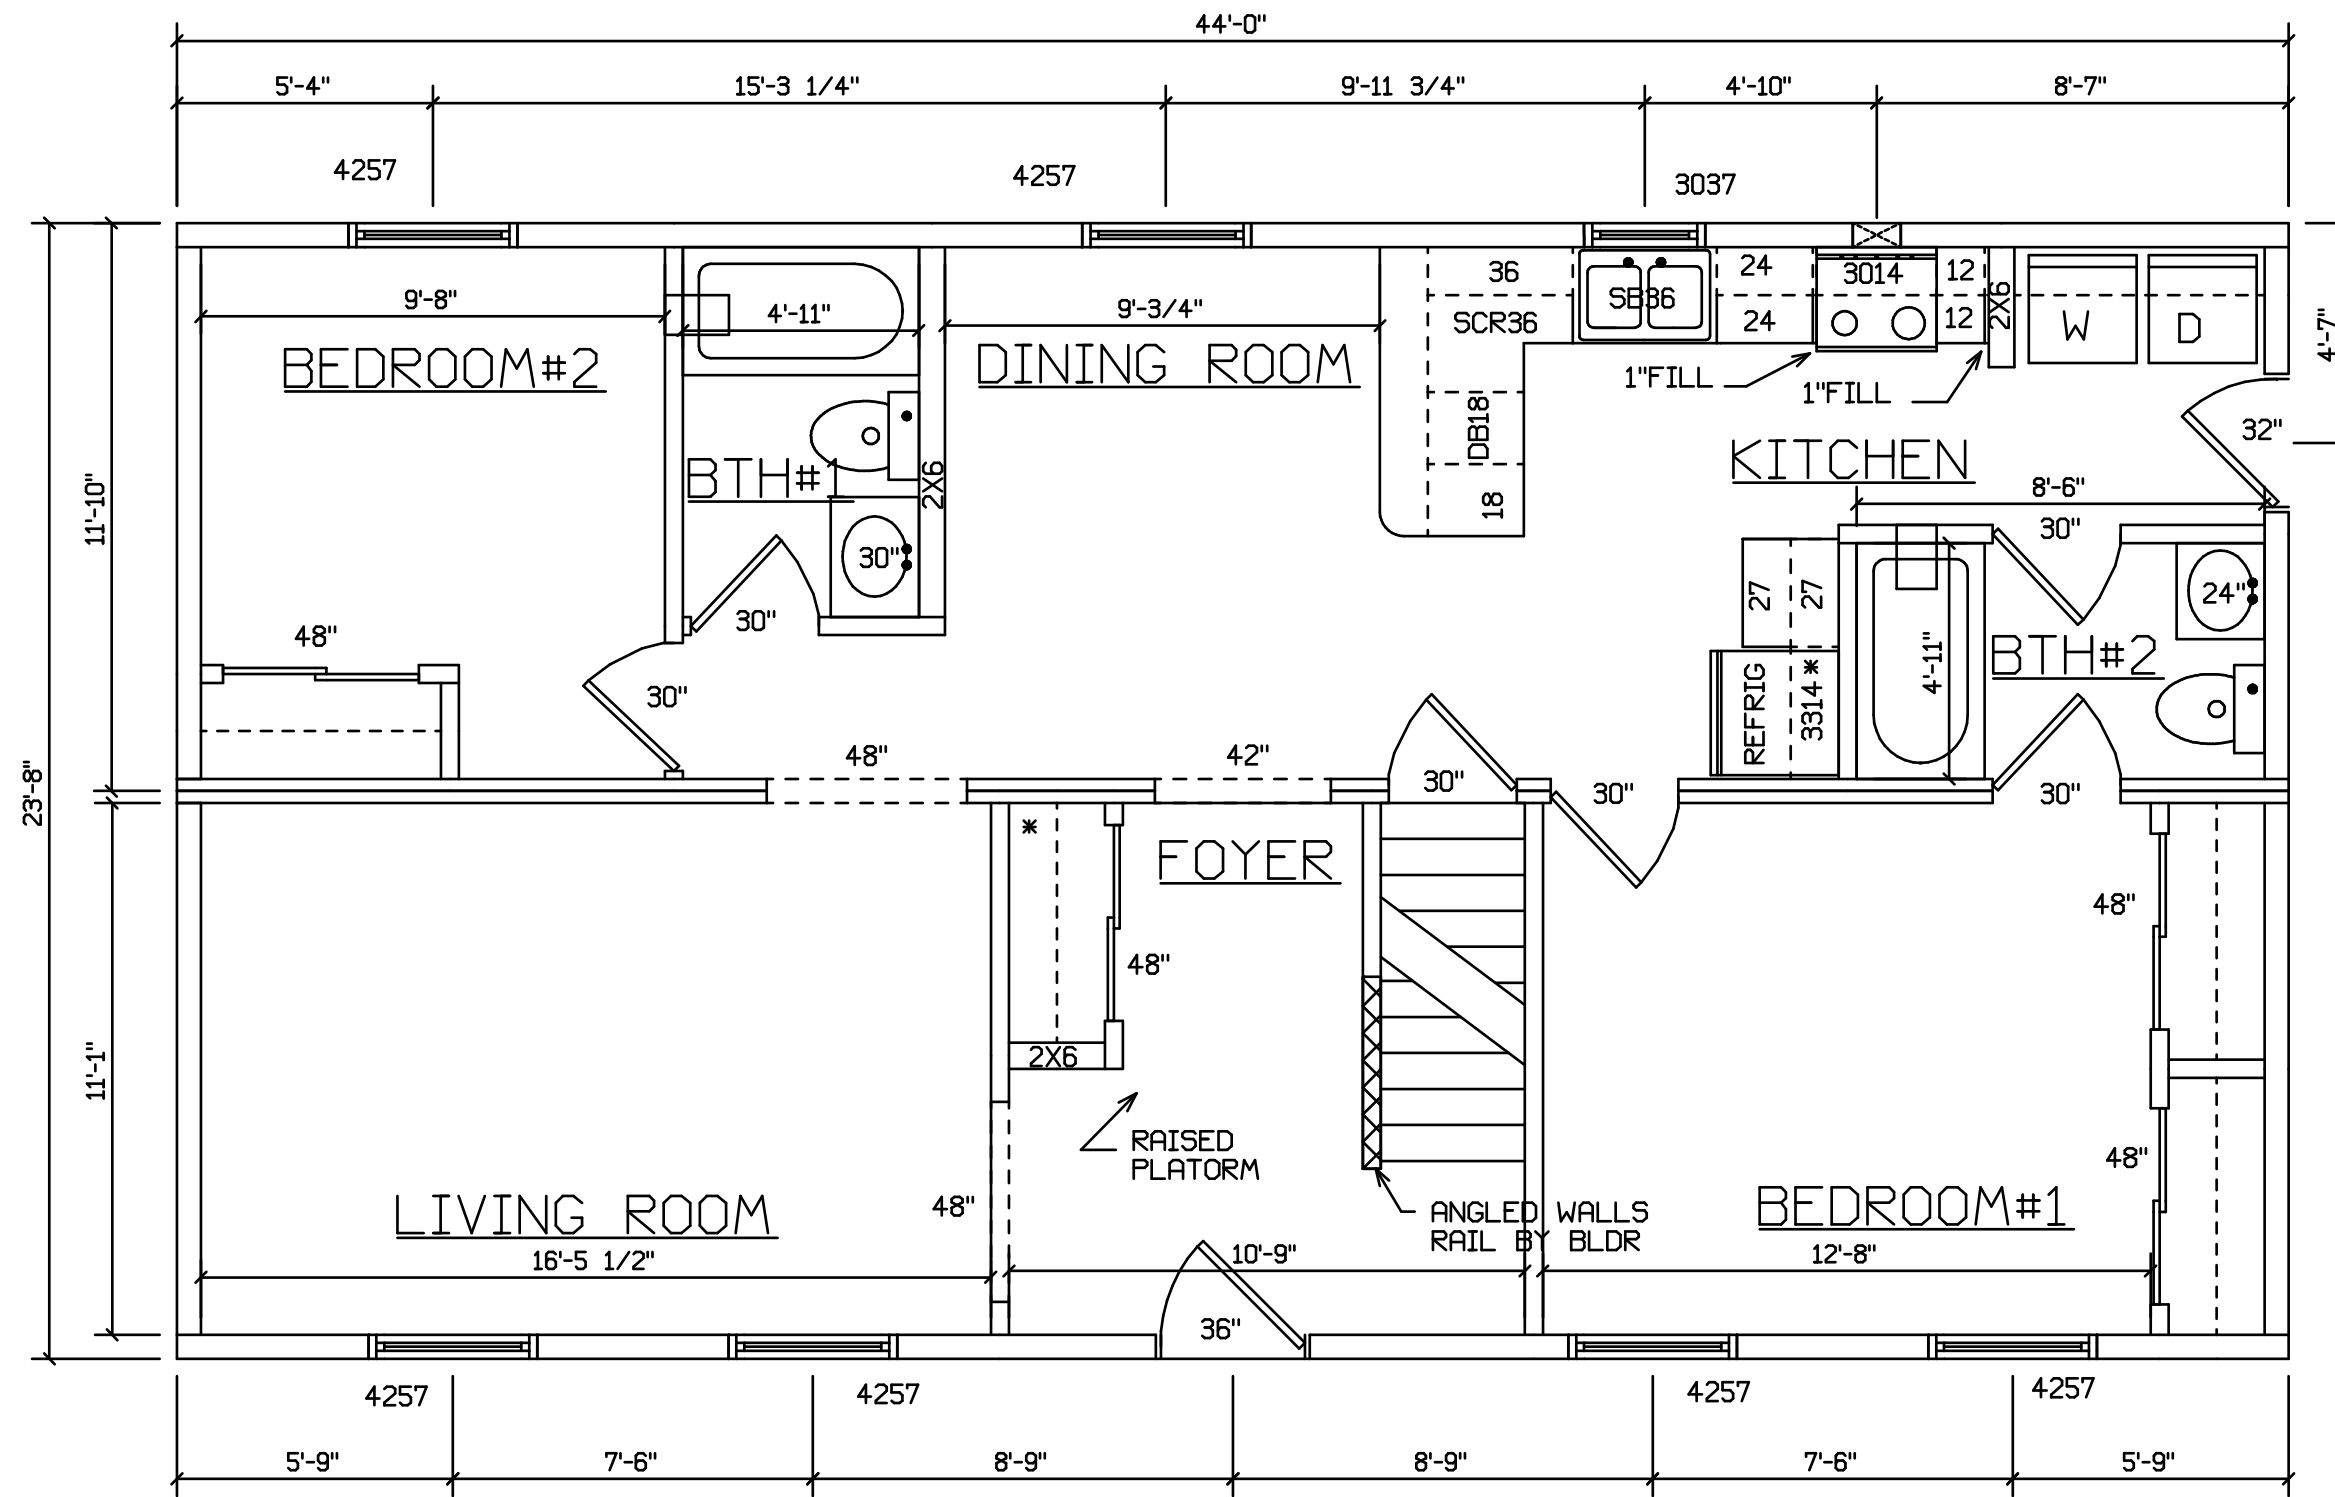 44'-0"
5'-4" 15'-3 1/4" 9'-11 3/4" 4'-10" 8'-7"
4257 4257 3037
36 24 3014 12
SB36
9'-8" 4'-11" 9'-3/4" SCR36 24 12 2X6 W D
4'-7"
BEDROOM#2 DINING ROOM
1"FILL
1"FILL
DB18
32"
KITCHEN
BTH#1 2X6
8'-6"
18
11'-10"
30" 30"
27 27 24"
30"
48"
BTH#2
4'-11"
30"
REFRIG 3314*
23'-8"
48" 42"
30" 30" 30"
*
FOYER
48"
48"
11'-1"
2X6
RAISED
PLATORM
48"
48"
LIVING ROOM
ANGLED WALLS
RAIL BY BLDR
BEDROOM#1
16'-5 1/2" 10'-9" 12'-8"
36"
4257 4257 4257 4257
5'-9" 7'-6" 8'-9" 8'-9" 7'-6" 5'-9"